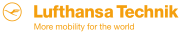 Lufthansa Technik
More mobility for the world